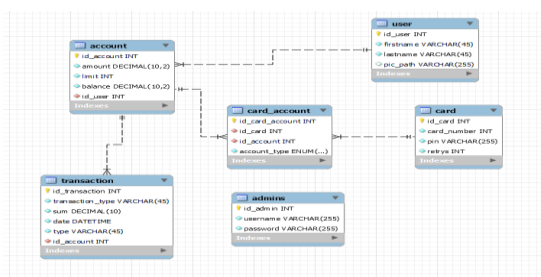 user
id_user INT
firstname VARCHAR(45)
lastname VARCHAR(45)
pic_path VARCHAR(255)
Indexes
account
id_account INT
amount DECIMAL(10,2)
limit INT
balance DECIMAL(10,2)
id_user INT
Indexes
card_account
id_card_account INT
id_card INT
id_account INT
account_type ENUM(...)
Indexes
card
id_card INT
card_number INT
pin VARCHAR(255)
retrys INT
Indexes
transaction
id_transaction INT
transaction_type VARCHAR(45)
sum DECIMAL(10)
date DATETIME
type VARCHAR(45)
id_account INT
Indexes
admins
id_admin INT
username VARCHAR(255)
password VARCHAR(255)
Indexes